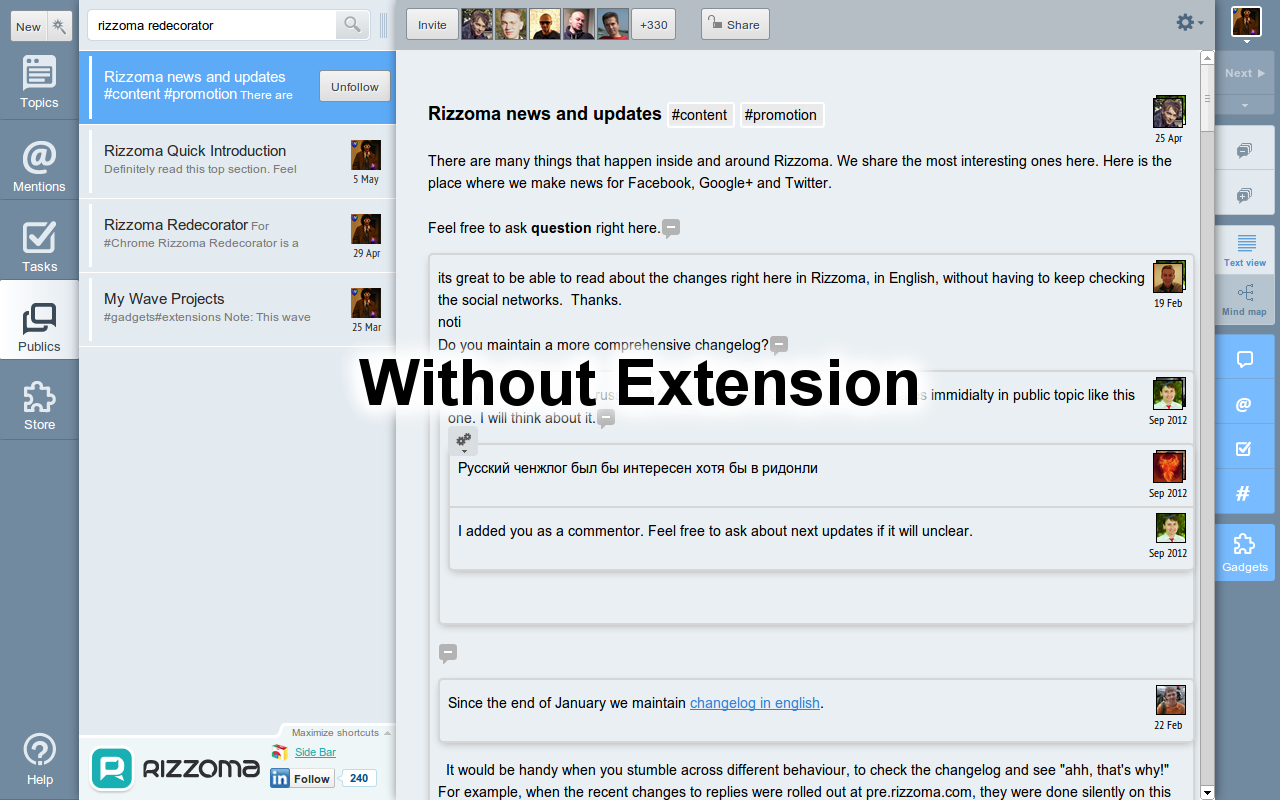 New
Topics
Mentions
Tasks
Publics
Store
Help
rizzoma redecorator
Rizzoma news and updates
#content #promotion There are
Unfollow
Rizzoma Quick Introduction
Definitely read this top section. Feel
5 May
Rizzoma Redecorator For
#Chrome Rizzoma Redecorator is a
29 Apr
My Wave Projects
#gadgets#extensions Note: This wave
25 Mar
Maximize shortcuts
RIZZOMA
Side Bar
in Follow 240
Invite
+330
Share
Rizzoma news and updates #content #promotion
25 Apr
There are many things that happen inside and around Rizzoma. We share the most interesting ones here. Here is the
place where we make news for Facebook, Google+ and Twitter.
Feel free to ask question right here.
its great to be able to read about the changes right here in Rizzoma, in English, without having to keep checking
the social networks.  Thanks.
noti
Do you maintain a more comprehensive changelog?
19 Feb
Without Extension
immidialty in public topic like this
one. I will think about it.
Sep 2012
Русский ченжлог был бы интересен хотя бы в ридонли
Sep 2012
I added you as a commentor. Feel free to ask about next updates if it will unclear.
Sep 2012
Since the end of January we maintain changelog in english.
22 Feb
It would be handy when you stumble across different behaviour, to check the changelog and see "ahh, that's why!"
For example, when the recent changes to replies were rolled out at pre.rizzoma.com, they were done silently on this
Next
Text view
Mind map
@
#
Gadgets